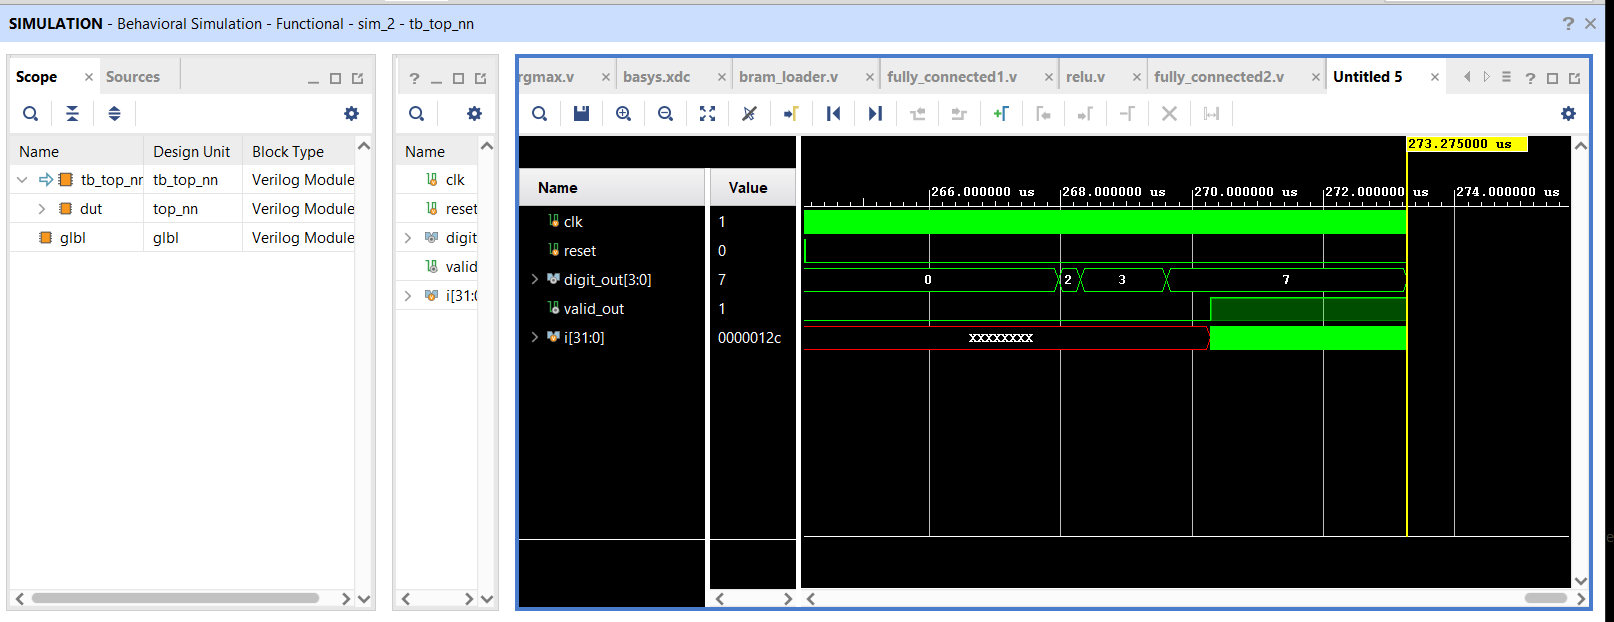 SIMULATION - Behavioral Simulation - Functional - sim_2 - tb_top_nn
Scope
Sources
Name Design Unit Block Type
tb_top_nn tb_top_nn Verilog Module
dut top_nn Verilog Module
glbl glbl Verilog Module
Name
clk
reset
digit
valid
i[31:0
rgmax.v basys.xdc bram_loader.v fully_connected1.v relu.v fully_connected2.v Untitled 5
273.275000 us
266.000000 us 268.000000 us 270.000000 us 272.000000 us 274.000000 us
Name Value
clk 1
reset 0
digit_out[3:0] 7 0 2 3 7
valid_out 1
i[31:0] 0000012c XXXXXXXX